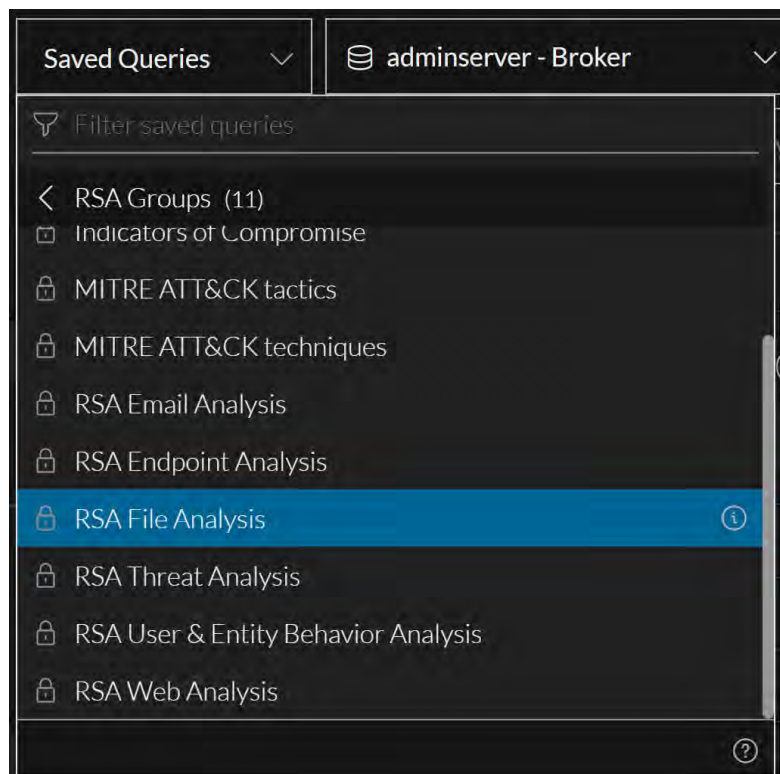 Saved Queries
adminserver - Broker
Filter saved queries
RSA Groups (11)
Indicators of Compromise
MITRE ATT&CK tactics
MITRE ATT&CK techniques
RSA Email Analysis
RSA Endpoint Analysis
RSA File Analysis
RSA Threat Analysis
RSA User & Entity Behavior Analysis
RSA Web Analysis